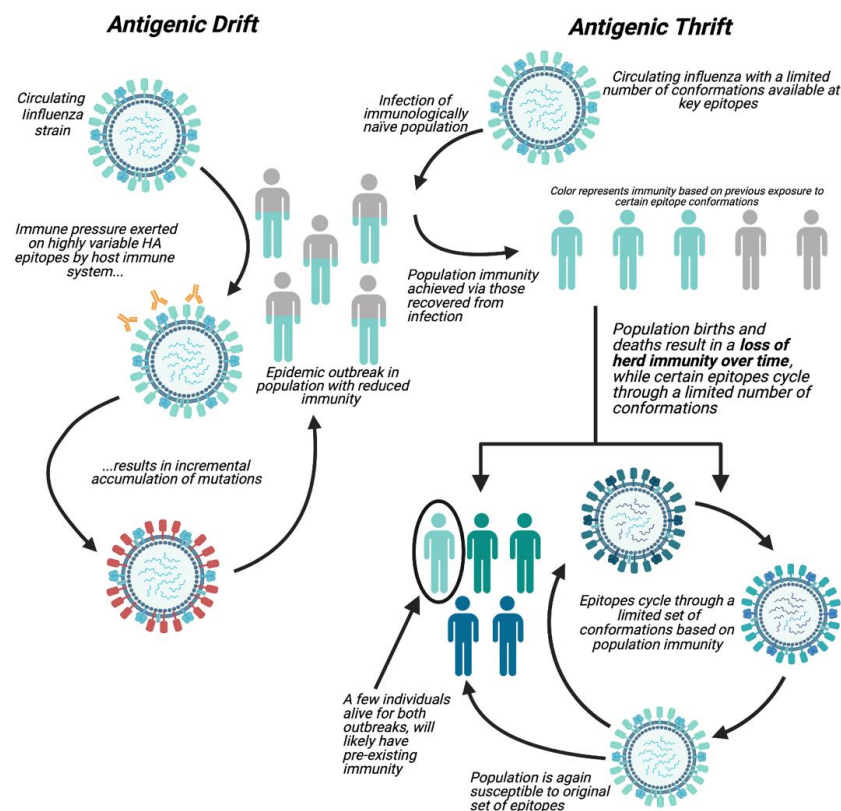 Antigenic Drift
Circulating
Iinfluenza
strain
Immune pressure exerted
on highly variable HA
epitopes by host immune
system...
...results in incremental
accumulation of mutations
Epidemic outbreak in
population with reduced
immunity
Antigenic Thrift
Circulating influenza with a limited
number of conformations available at
key epitopes
Infection of
immunologically
naïve population
Color represents immunity based on previous exposure to
certain epitope conformations
Population immunity
achieved via those
recovered from
infection
Population births and
deaths result in a loss of
herd immunity over time,
while certain epitopes cycle
through a limited number of
conformations
Epitopes cycle through a
limited set of
conformations based on
population immunity
A few individuals
alive for both
outbreaks, will
likely have
pre-existing
immunity
Population is again
susceptible to original
set of epitopes